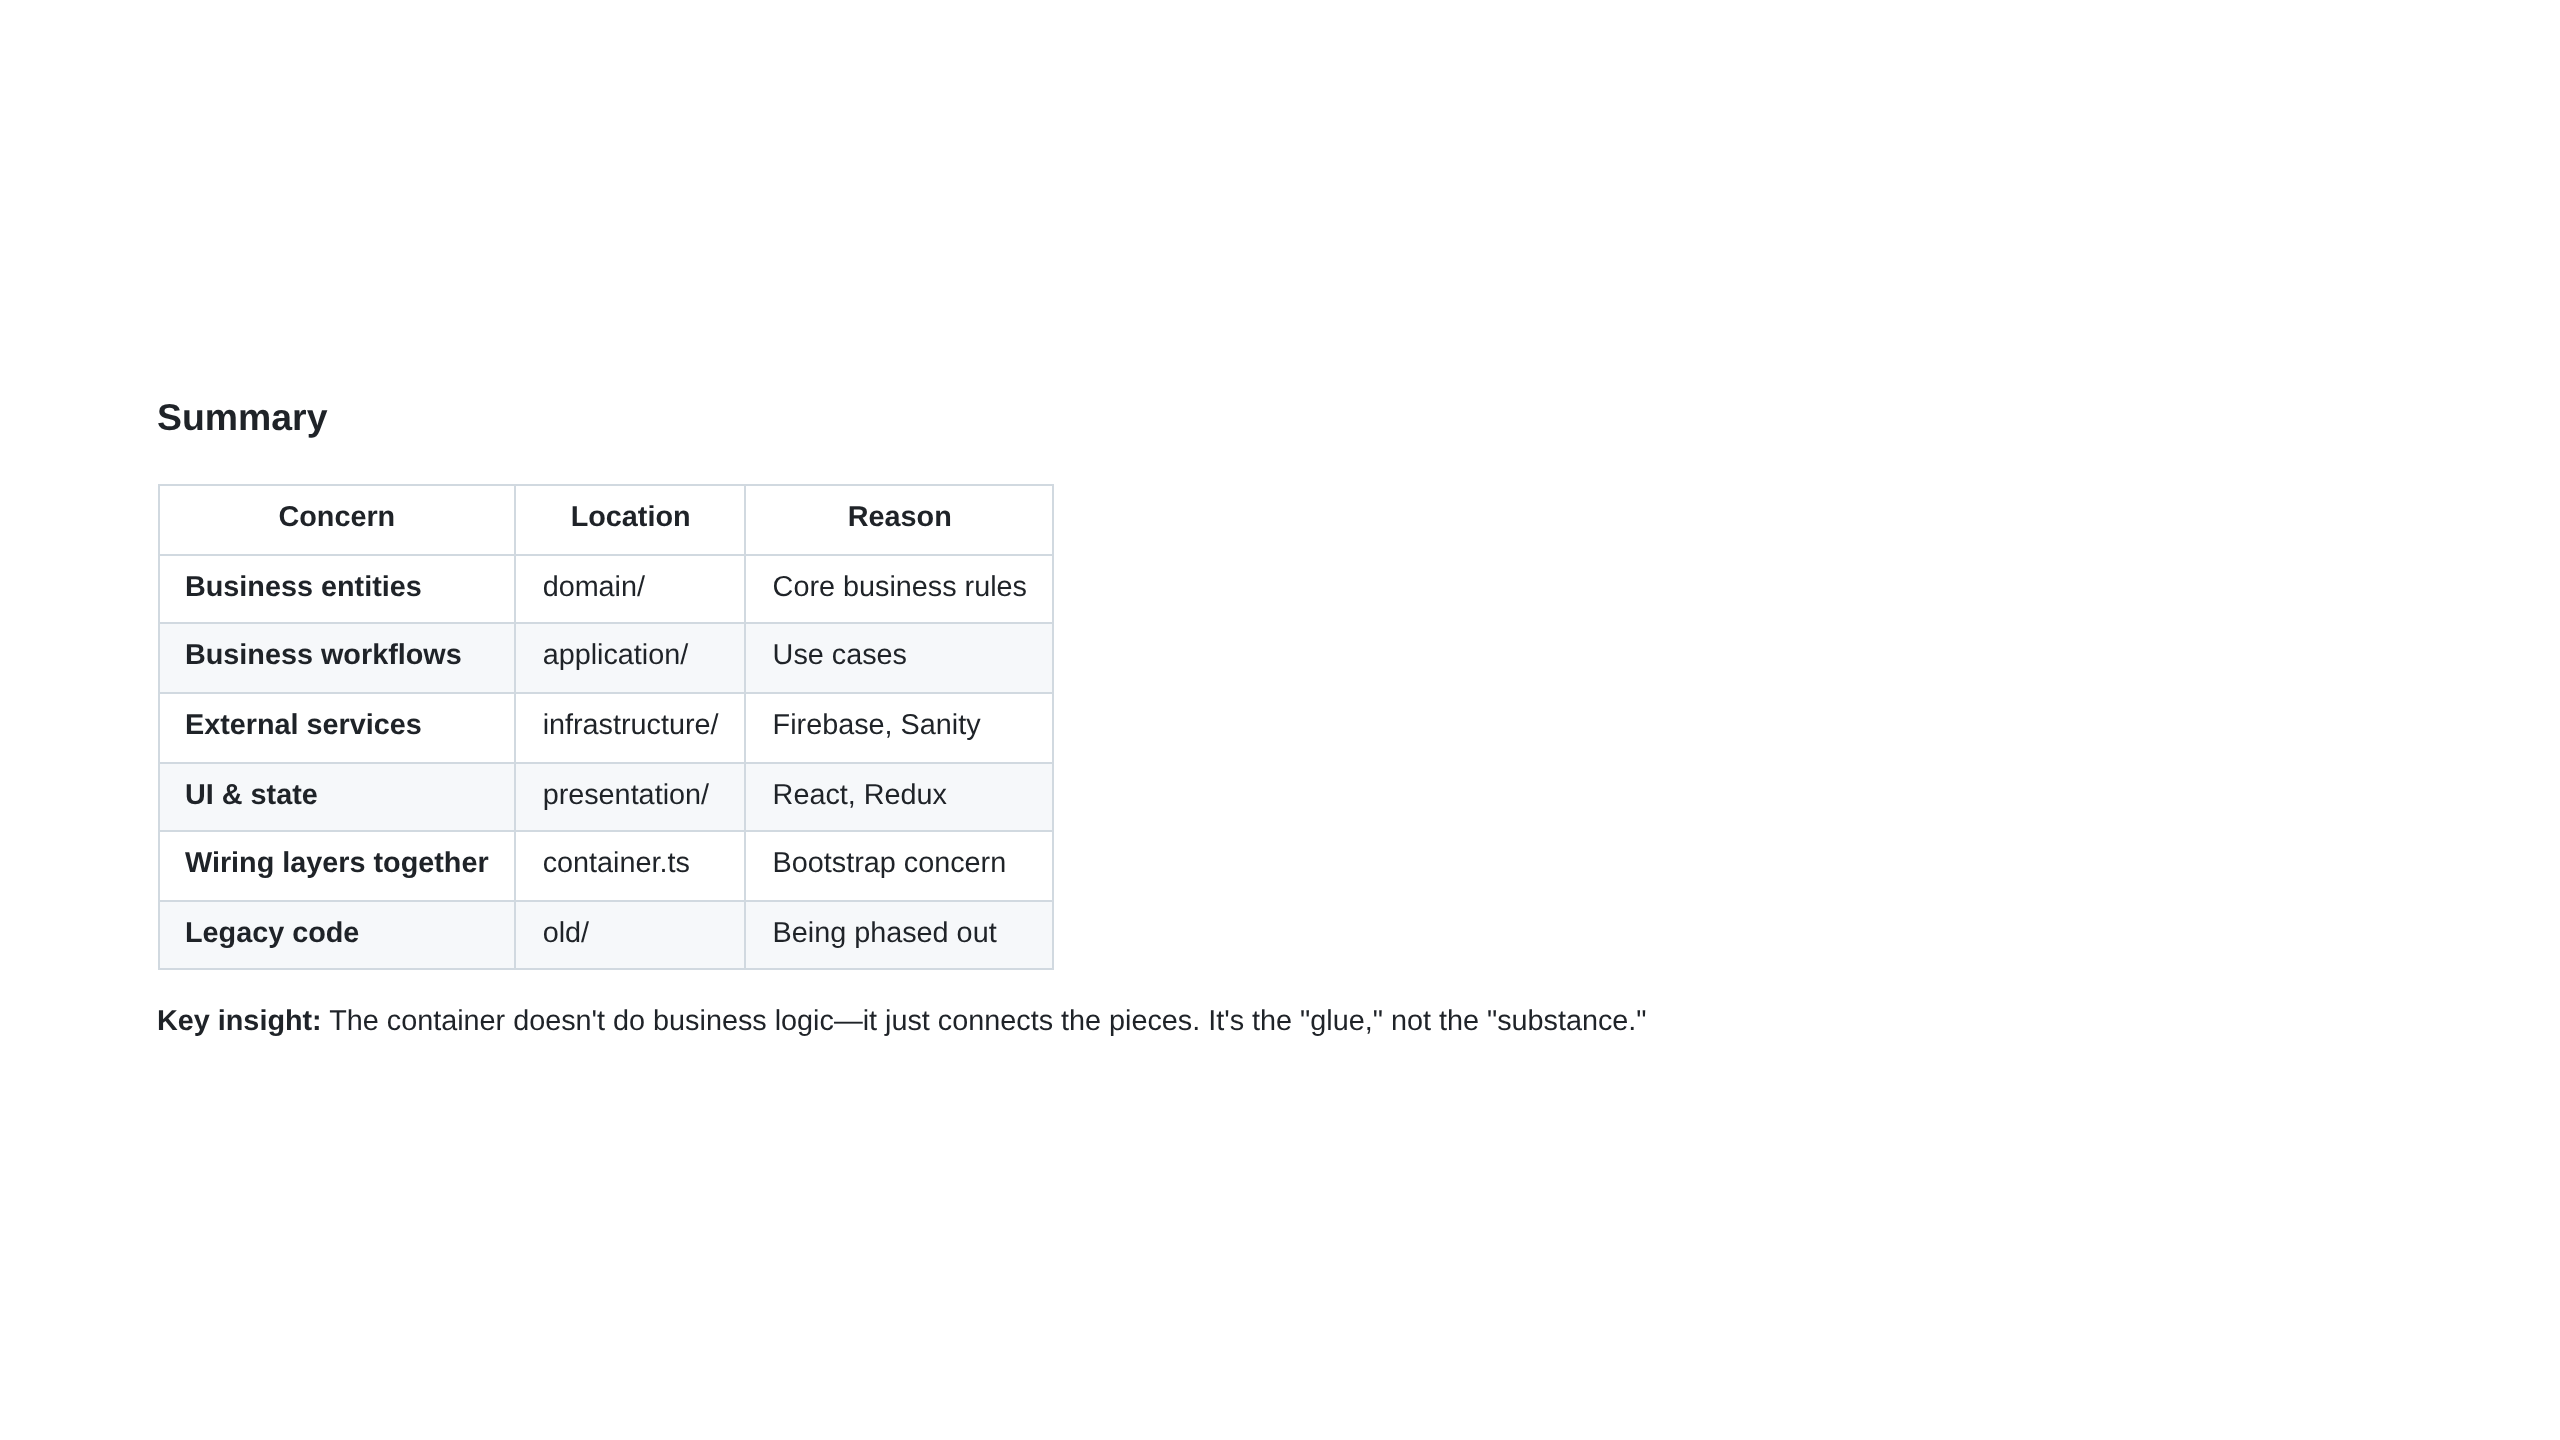 Summary
Concern Location Reason
Business entities domain/ Core business rules
Business workflows application/ Use cases
External services infrastructure/ Firebase, Sanity
UI & state presentation/ React, Redux
Wiring layers together container.ts Bootstrap concern
Legacy code old/ Being phased out
Key insight: The container doesn't do business logic—it just connects the pieces. It's the "glue," not the "substance."